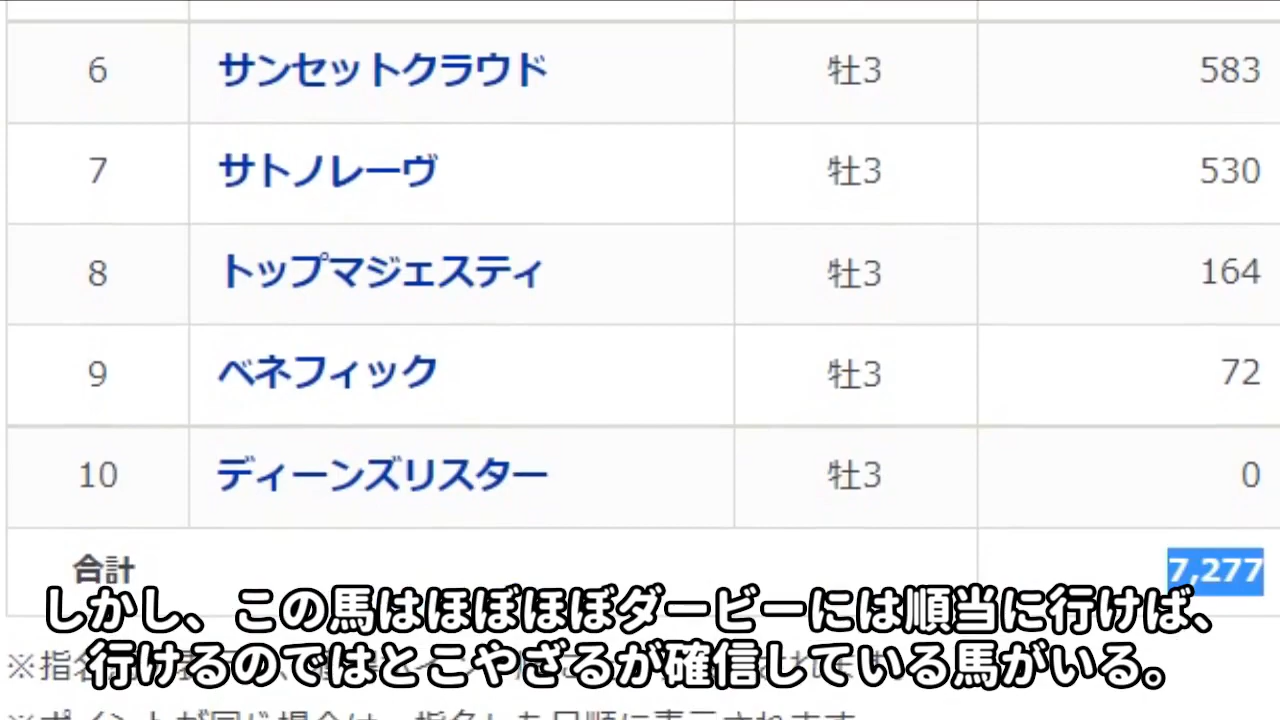 6 サンセットクラウド 牡3 583
7 サトノレーヴ 牡3 530
8 トップマジェスティ 牡3 164
9 ベネフィック 牡3 72
10 ディーンズリスター 牡3 0
合計 7,277
しかし、この馬はほぼほぼダービーには順当に行けば、
行けるのではとこやざるが確信している馬がいる。
※指名